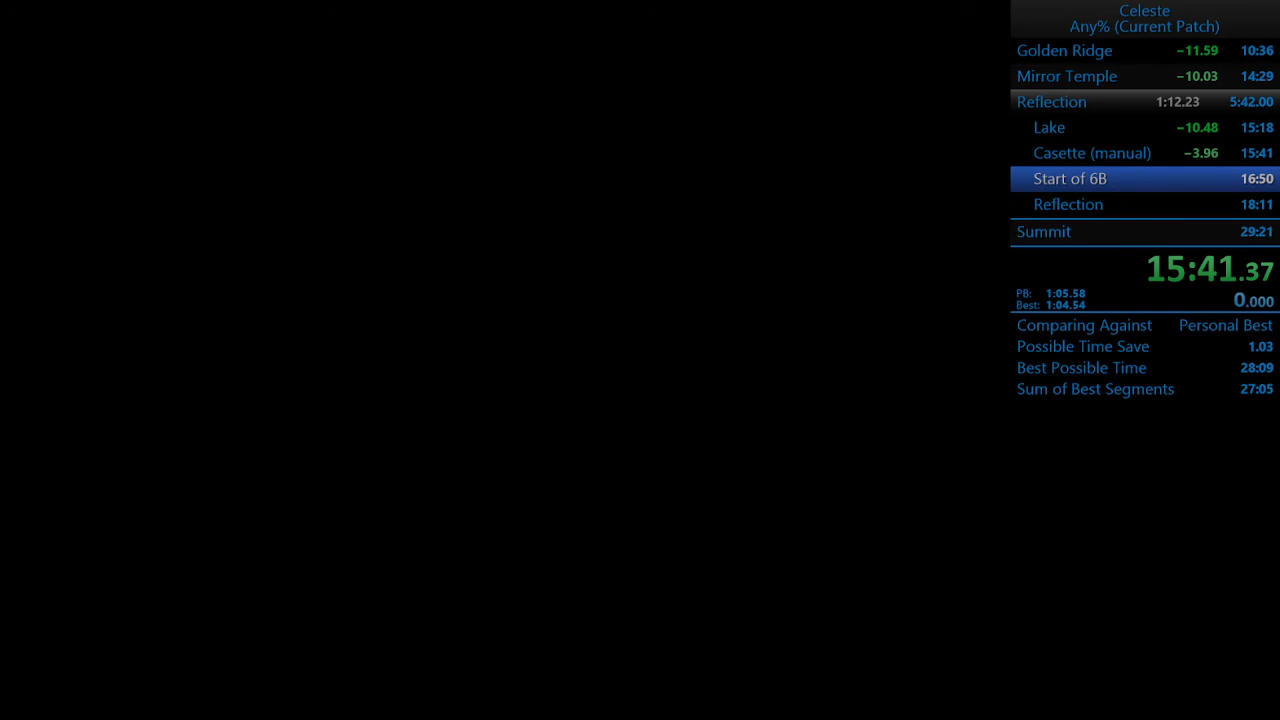 Celeste
Any% (Current Patch)
Golden Ridge −11.59 10:36
Mirror Temple −10.03 14:29
Reflection 1:12.23 5:42.00
Lake −10.48 15:18
Casette (manual) −3.96 15:41
Start of 6B 16:50
Reflection 18:11
Summit 29:21
15:41.37
PB: 1:05.58
Best: 1:04.54
0.000
Comparing Against Personal Best
Possible Time Save 1.03
Best Possible Time 28:09
Sum of Best Segments 27:05